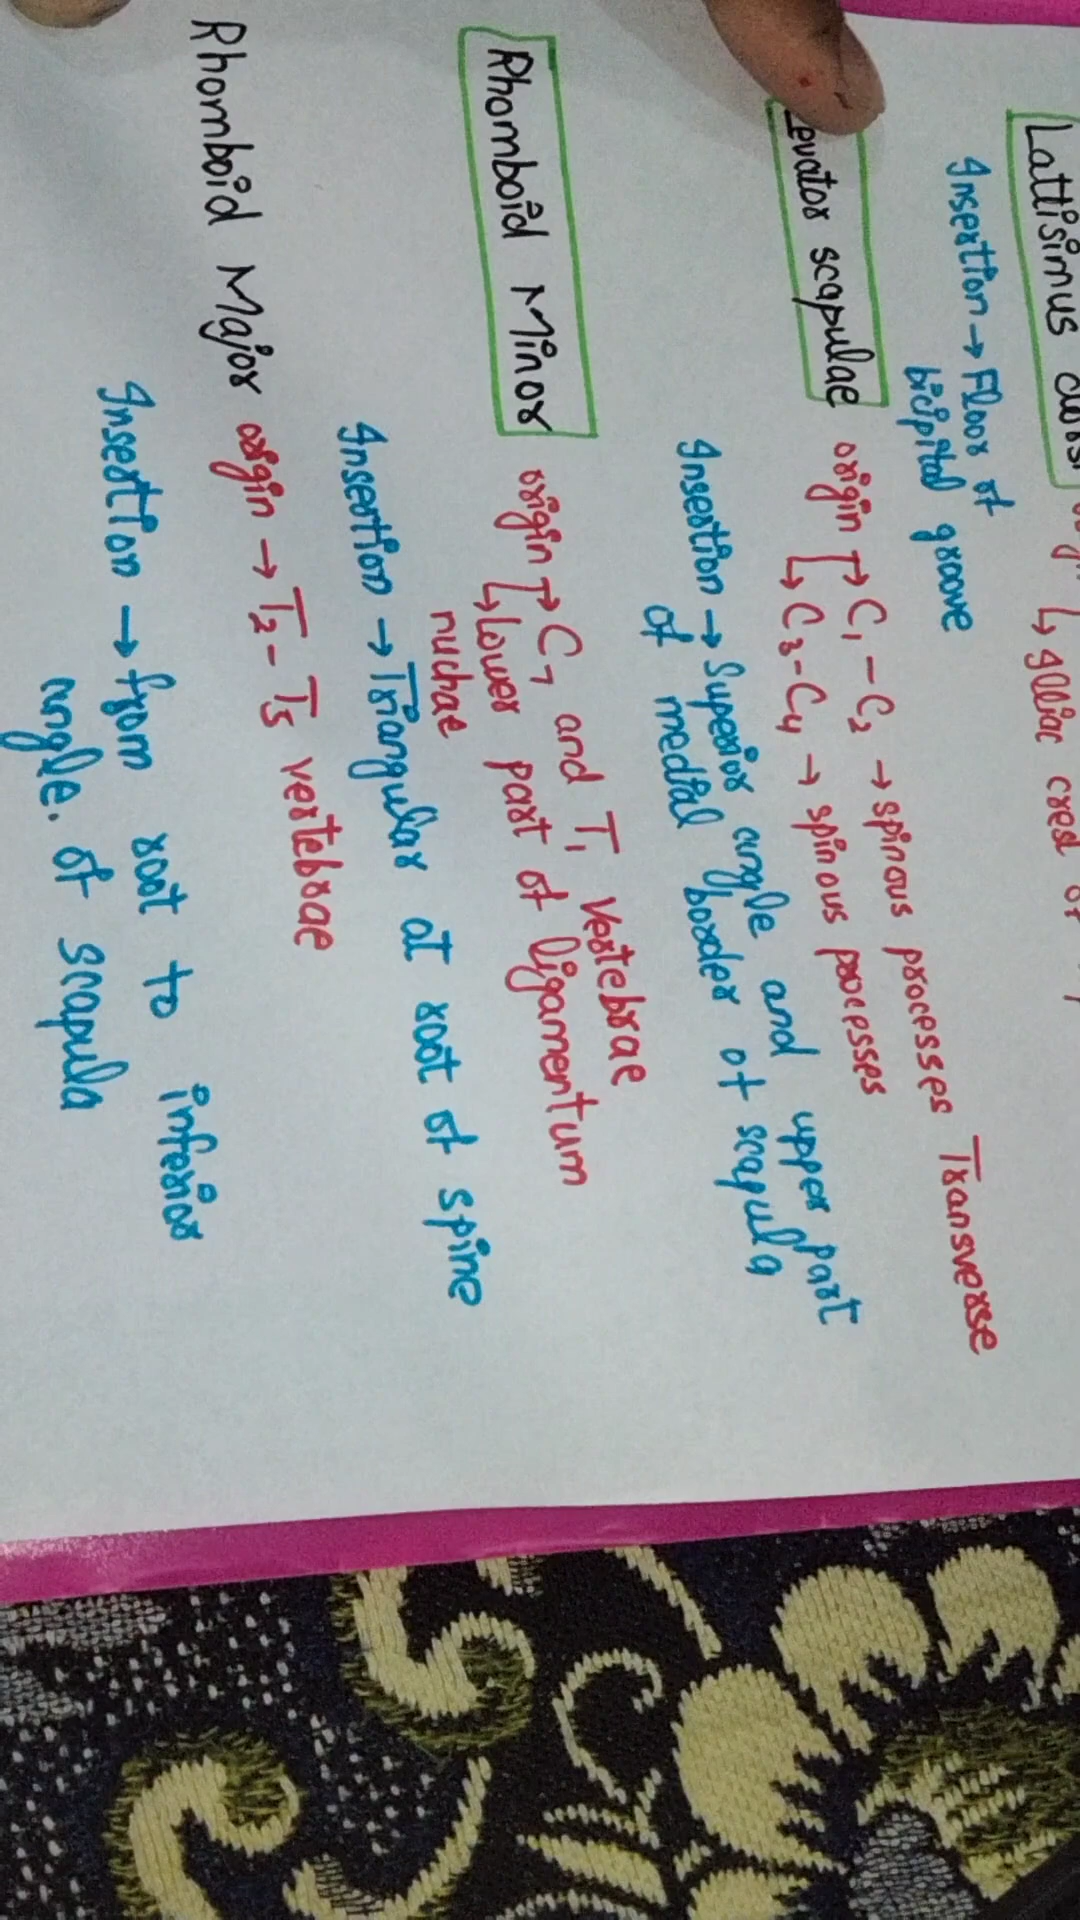 Lattisimus
↳ Illiac crest of
Insertion → Floor of
bicipital groove
Levator scapulae origin ↱ C1 – C2 → spinous processes Transverse
↳ C3 – C4 → spinous processes
Insertion → Superior angle and upper part
of medial border of scapula
Rhomboid Minor origin ↱ C7 and T1 vertebrae
↳ lower part of ligamentum
nuchae
Insertion → Triangular at root of spine
Rhomboid Major origin → T2 – T5 vertebrae
Insertion → from root to inferior
angle. of scapula